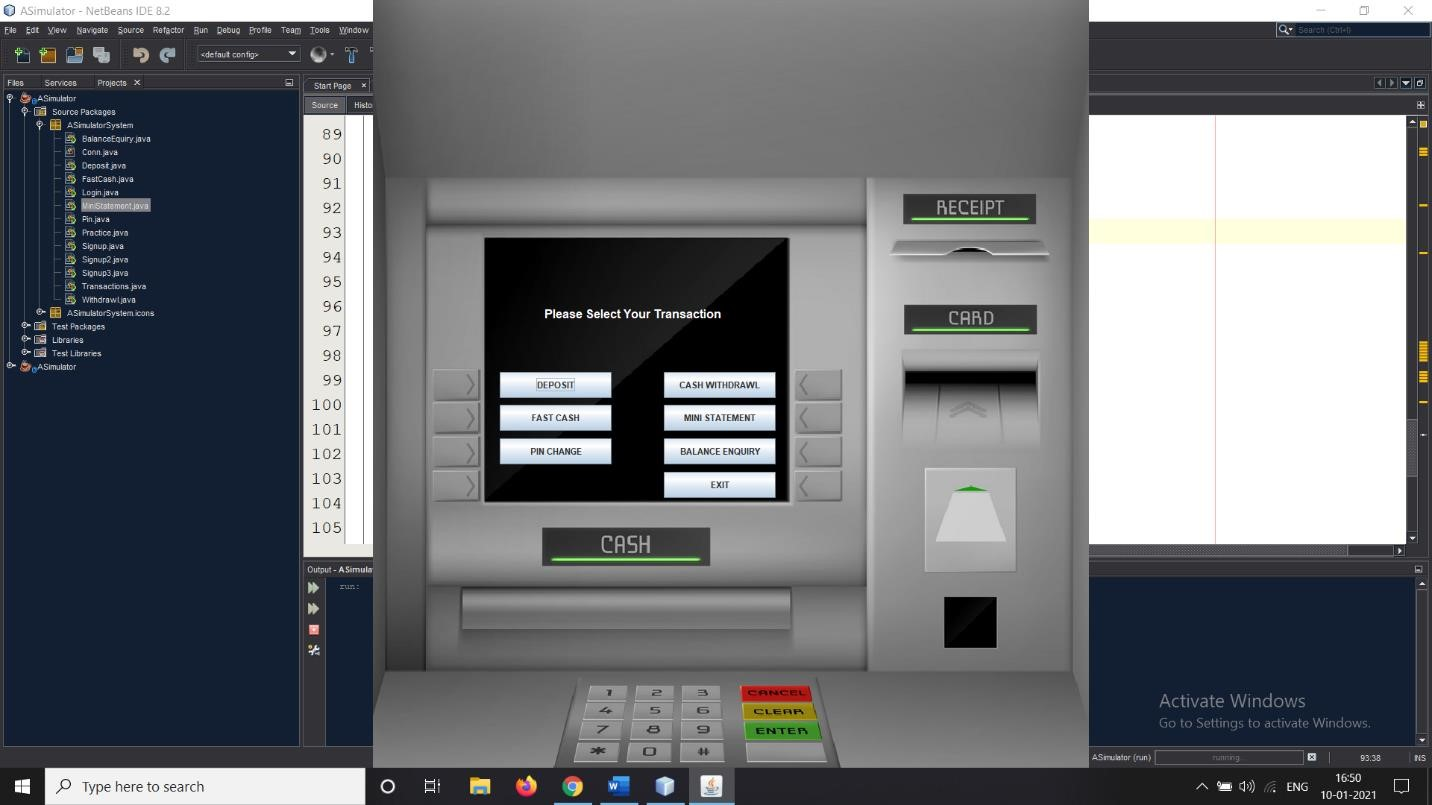 ASimulator - NetBeans IDE 8.2
File Edit View Navigate Source Refactor Run Debug Profile Team Tools Window
Search (Ctrl+I)
<default config>
Files Services Projects
Start Page
Source Histo
ASimulator
Source Packages
ASimulatorSystem
BalanceEquiry.java
Conn.java
Deposit.java
FastCash.java
Login.java
MiniStatement.java
Pin.java
Practice.java
Signup.java
Signup2.java
Signup3.java
Transactions.java
Withdrawl.java
ASimulatorSystem.icons
Test Packages
Libraries
Test Libraries
ASimulator
89
90
91
92
93
94
95
96
97
98
99
100
101
102
103
104
105
Output - ASimula
run:
Please Select Your Transaction
DEPOSIT CASH WITHDRAWL
FAST CASH MINI STATEMENT
PIN CHANGE BALANCE ENQUIRY
EXIT
RECEIPT
CARD
CASH
1 2 3 CANCEL
4 5 6 CLEAR
7 8 9 ENTER
* 0 #
Activate Windows
Go to Settings to activate Windows.
ASimulator (run) running... 93:38 INS
Type here to search
ENG
16:50
10-01-2021